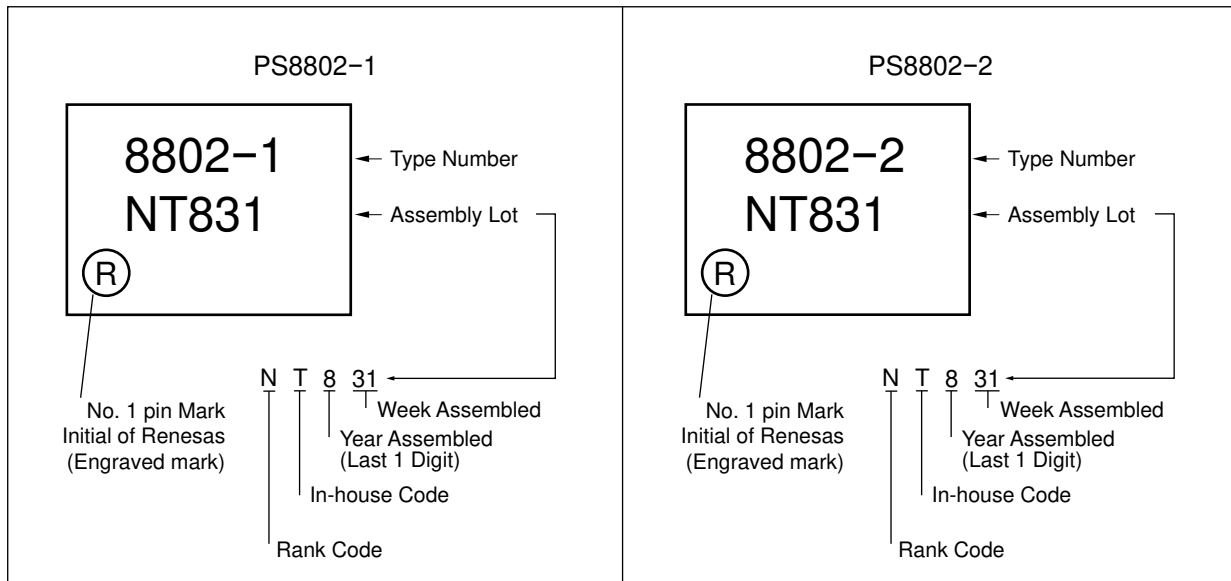 PS8802−1
8802−1
Type Number
NT831
Assembly Lot
R
N T 8 31
No. 1 pin Mark
Initial of Renesas
(Engraved mark)
Week Assembled
Year Assembled
(Last 1 Digit)
In-house Code
Rank Code
PS8802−2
8802−2
Type Number
NT831
Assembly Lot
R
N T 8 31
No. 1 pin Mark
Initial of Renesas
(Engraved mark)
Week Assembled
Year Assembled
(Last 1 Digit)
In-house Code
Rank Code